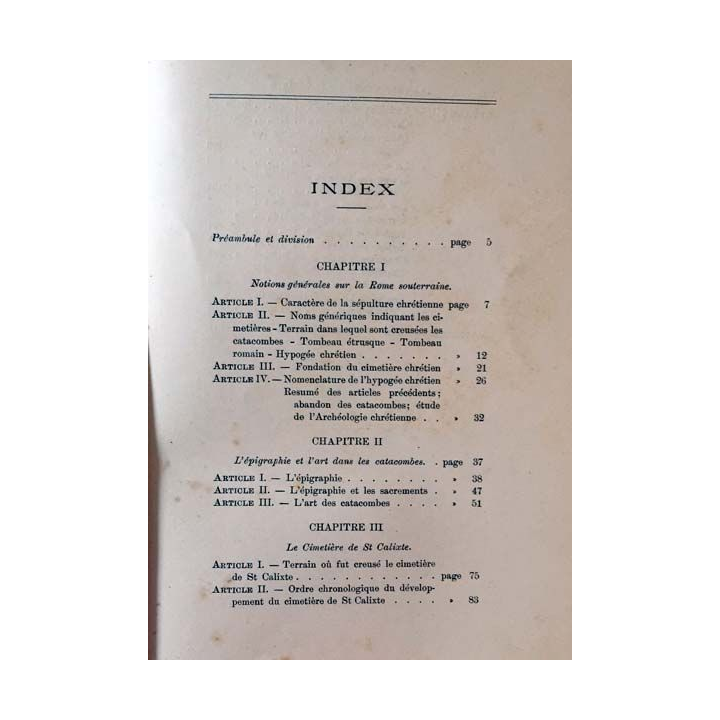 INDEX
Préambule et division . . . . . . . . . . page 5
CHAPITRE I
Notions générales sur la Rome souterraine.
ARTICLE I. — Caractère de la sépulture chrétienne page 7
ARTICLE II. — Noms génériques indiquant les ci-
metières - Terrain dans lequel sont creusées les
catacombes - Tombeau étrusque - Tombeau
romain - Hypogée chrétien . . . . . . . » 12
ARTICLE III. — Fondation du cimetière chrétien » 21
ARTICLE IV. — Nomenclature de l'hypogée chrétien » 26
Resumé des articles précédents ;
abandon des catacombes ; étude
de l'Archéologie chrétienne . . » 32
CHAPITRE II
L'épigraphie et l'art dans les catacombes. . page 37
ARTICLE I. — L'épigraphie . . . . . . . . » 38
ARTICLE II. — L'épigraphie et les sacrements . » 47
ARTICLE III. — L'art des catacombes . . . . » 51
CHAPITRE III
Le Cimetière de St Calixte.
ARTICLE I. — Terrain où fut creusé le cimetière
de St Calixte . . . . . . . . . . . . page 75
ARTICLE II. — Ordre chronologique du dévelop-
pement du cimetière de St Calixte . . . . » 83